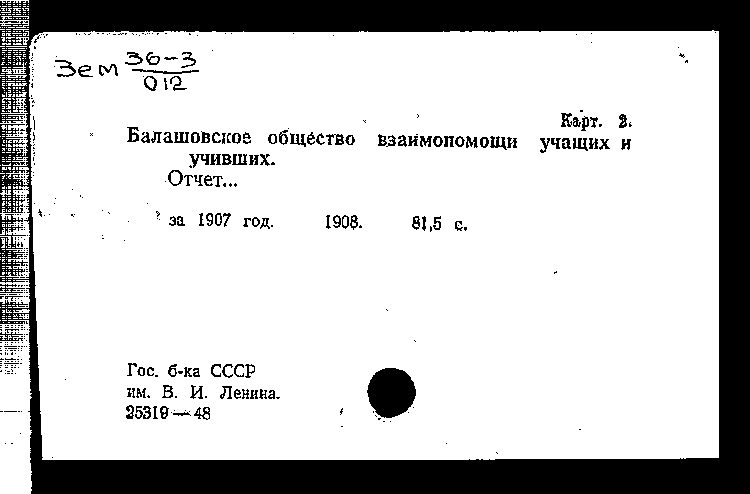 Зем 36-3
012
Карт. 2.
Балашовское общество взаимопомощи учащих и
учивших.
Отчет...
за 1907 год. 1908. 81,5 с.
Гос. б-ка СССР
им. В. И. Ленина.
25319—48